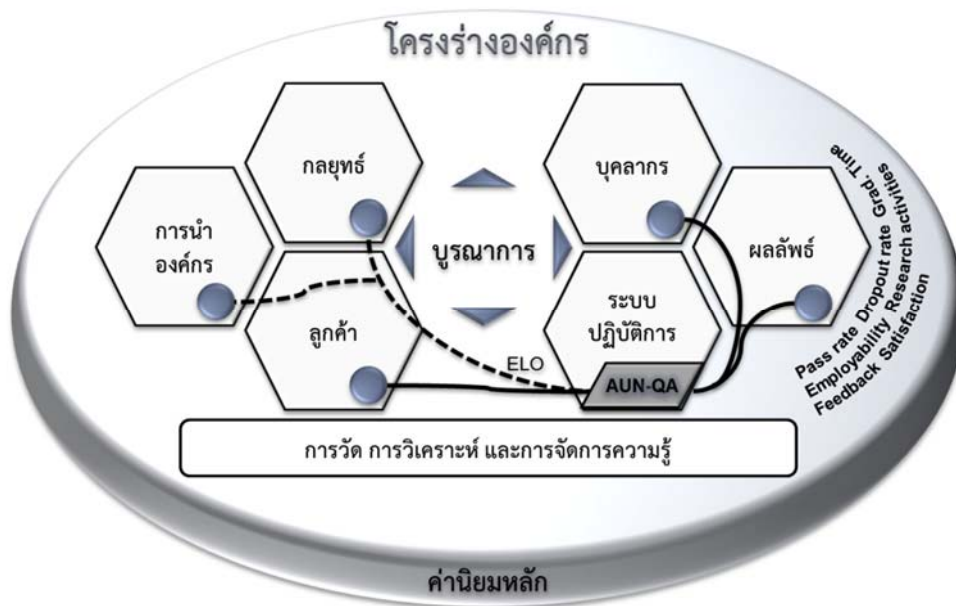 โครงร่างองค์กร
กลยุทธ์
บุคลากร
การนำ
องค์กร
บูรณาการ
ผลลัพธ์
ลูกค้า
ระบบ
ปฏิบัติการ
ELO
AUN-QA
Pass rate Dropout rate Grad. Time
Employability Research activities
Feedback Satisfaction
การวัด การวิเคราะห์ และการจัดการความรู้
ค่านิยมหลัก